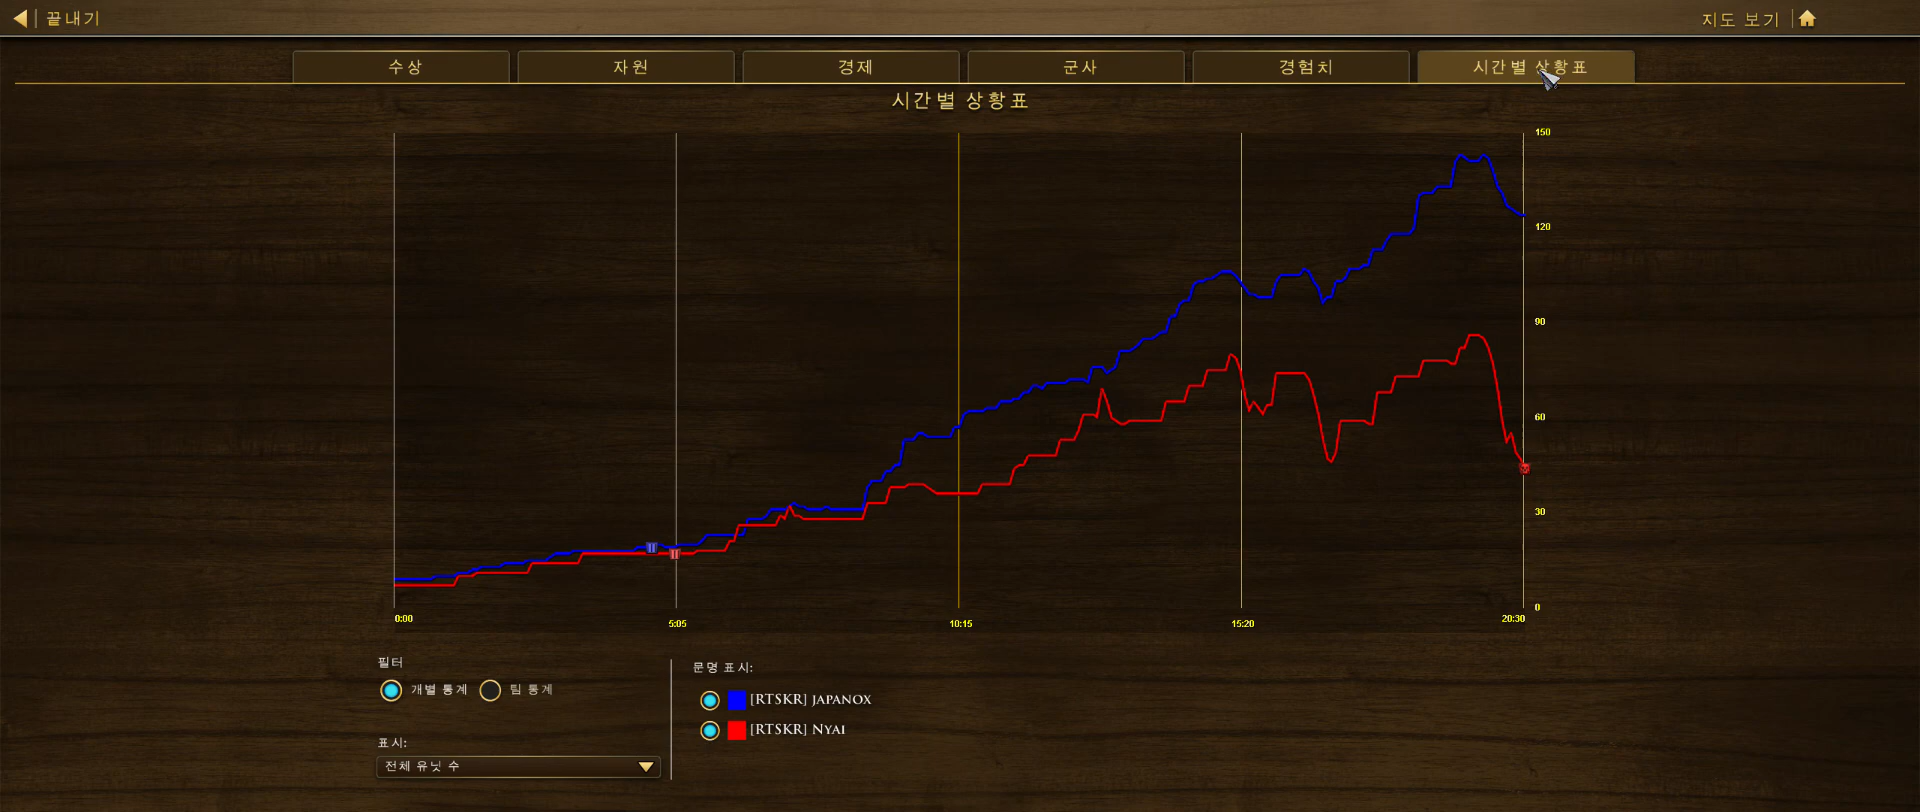 끝내기
지도 보기
수상
자원
경제
군사
경험치
시간별 상황표
시간별 상황표
150
120
90
60
30
0
II
II
0:00
5:05
10:15
15:20
20:30
필터
개별 통계
팀 통계
표시:
전체 유닛 수
문명 표시:
[RTSKR] JAPANOX
[RTSKR] NYAI